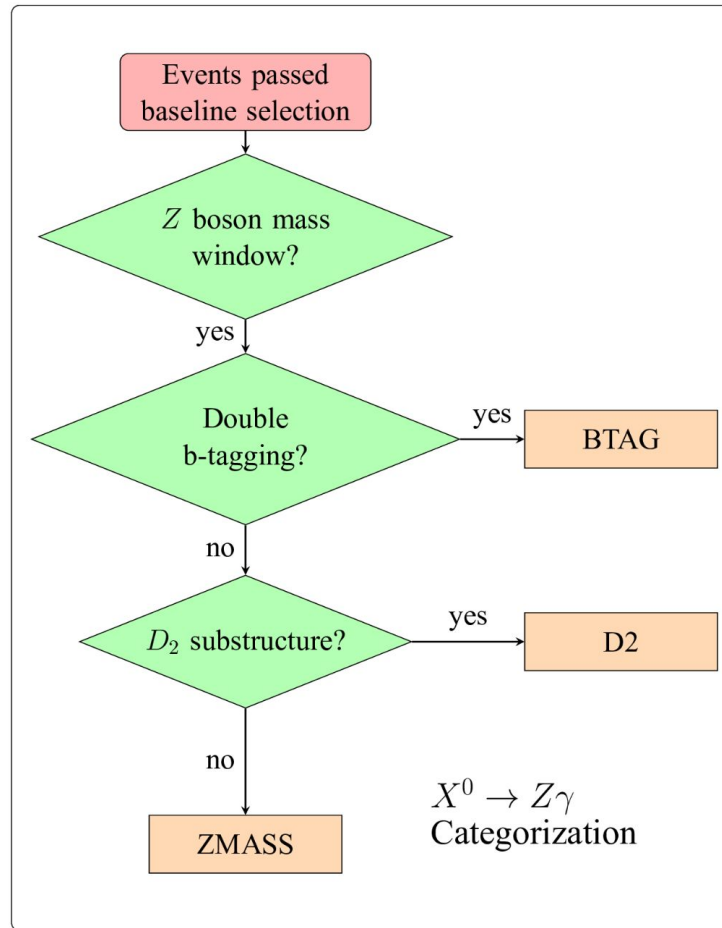 Events passed
baseline selection
Z boson mass
window?
yes
Double
b-tagging?
yes
BTAG
no
D₂ substructure?
yes
D2
no
ZMASS
X⁰ → Zγ
Categorization